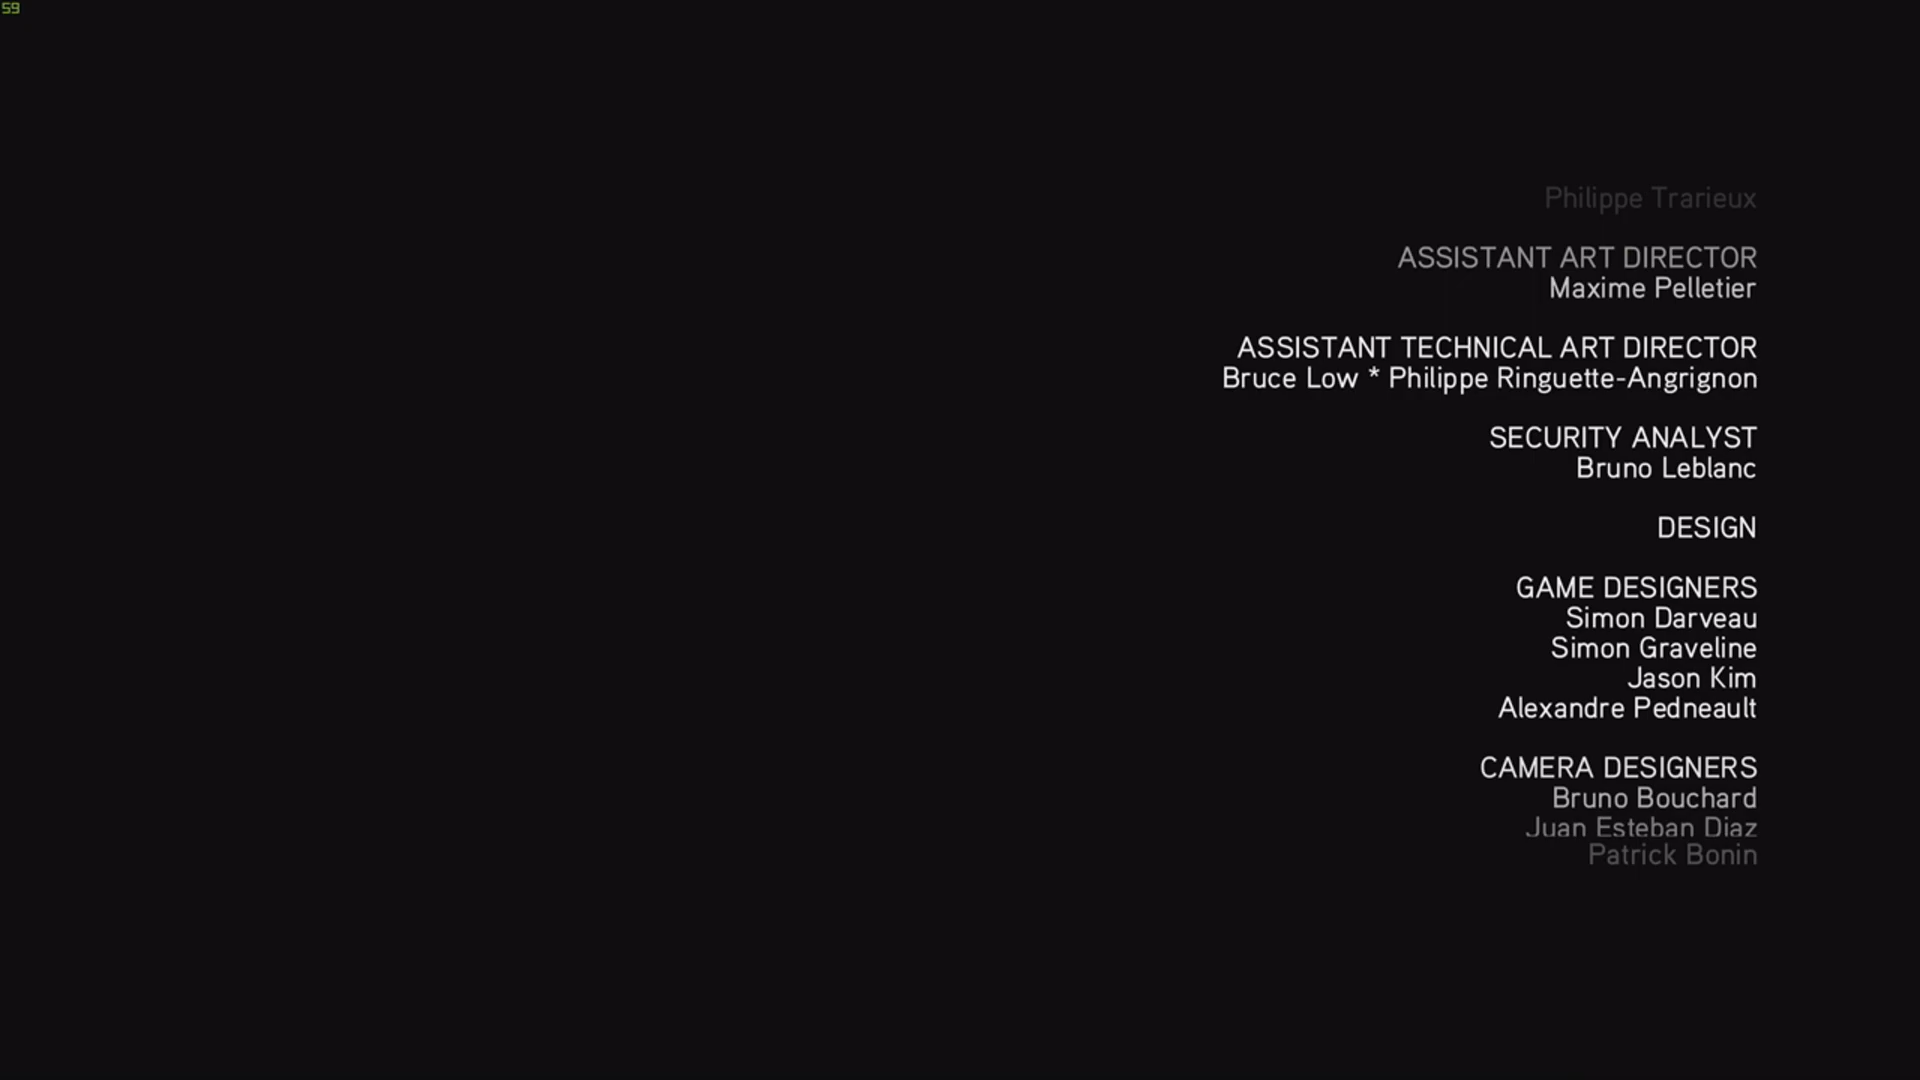 59
Philippe Trarieux
ASSISTANT ART DIRECTOR
Maxime Pelletier
ASSISTANT TECHNICAL ART DIRECTOR
Bruce Low * Philippe Ringuette-Angrignon
SECURITY ANALYST
Bruno Leblanc
DESIGN
GAME DESIGNERS
Simon Darveau
Simon Graveline
Jason Kim
Alexandre Pedneault
CAMERA DESIGNERS
Bruno Bouchard
Juan Esteban Diaz
Patrick Bonin